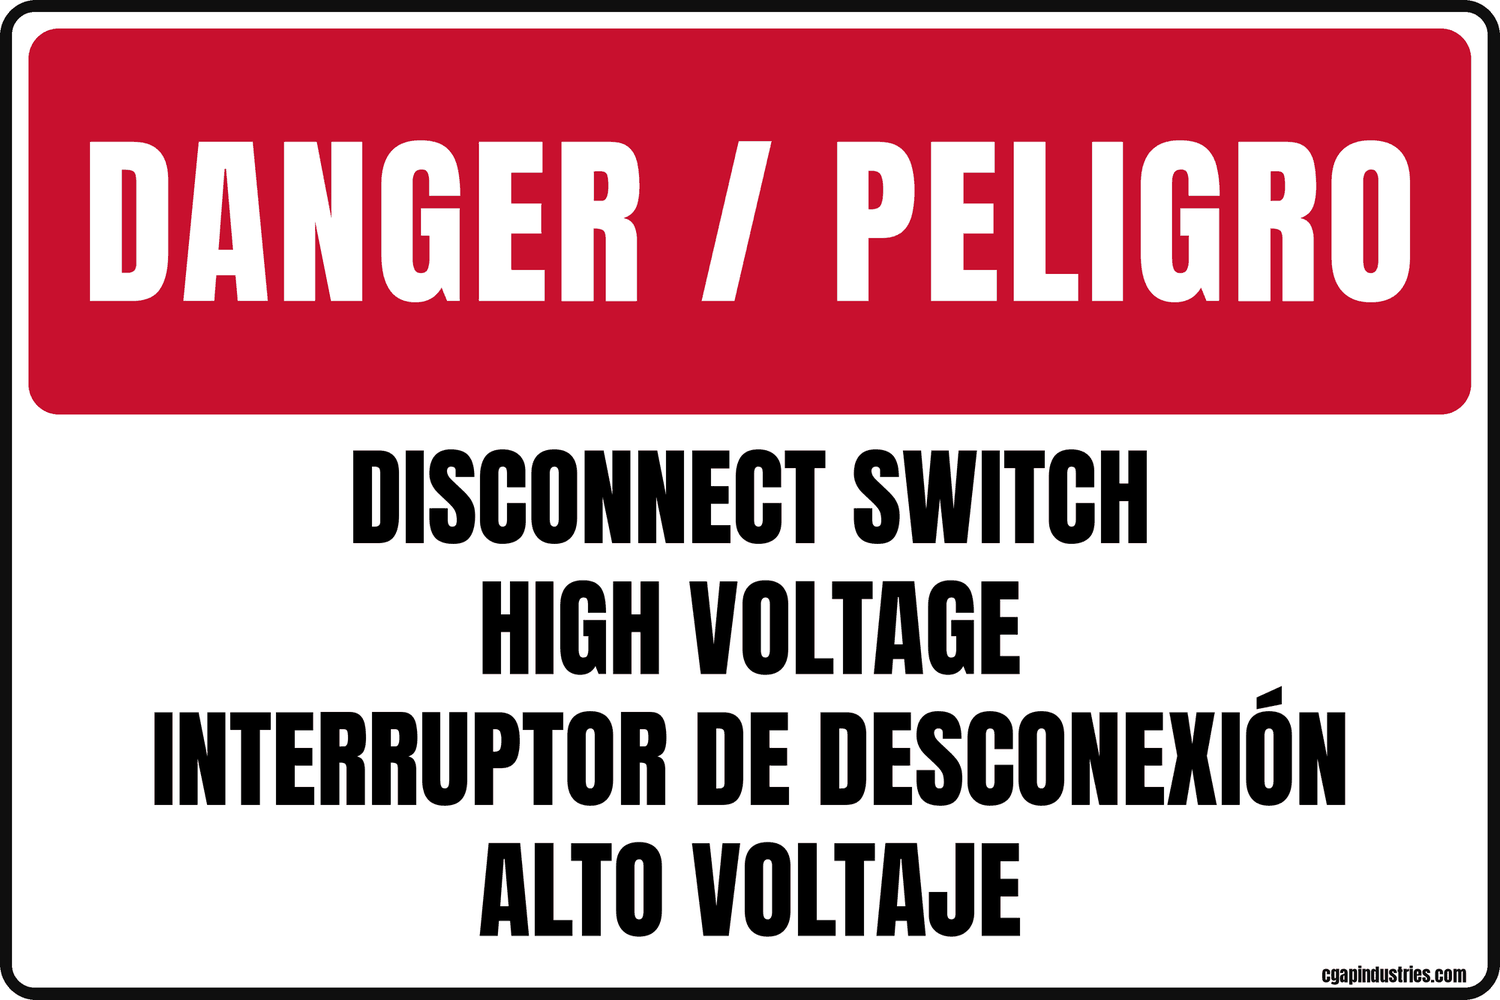 DANGER / PELIGRO
DISCONNECT SWITCH
HIGH VOLTAGE
INTERRUPTOR DE DESCONEXIÓN
ALTO VOLTAJE
cgapindustries.com